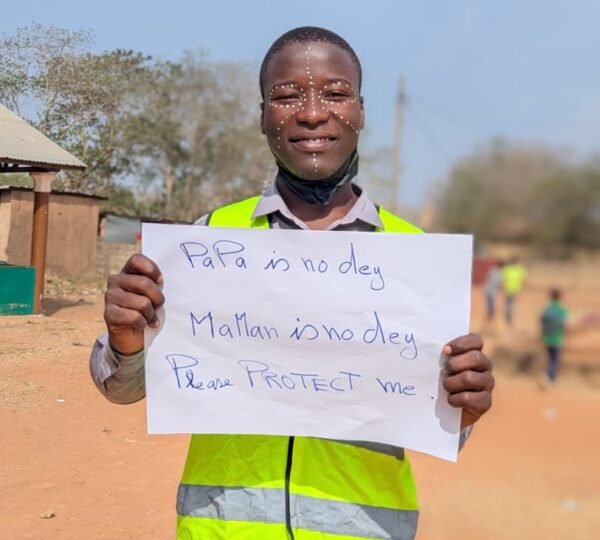 PaPa is no dey
MaMan is no dey
Please PROTECT me.